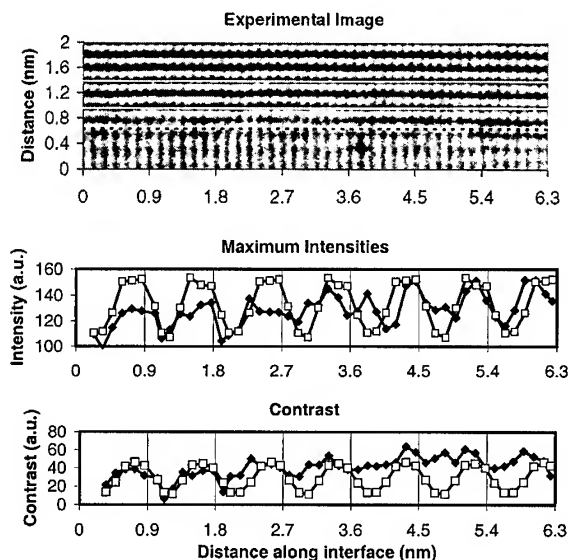 Experimental Image
Distance (nm)
2
1.6
1.2
0.8
0.4
0
0 0.9 1.8 2.7 3.6 4.5 5.4 6.3
Maximum Intensities
Intensity (a.u.)
160
140
120
100
0 0.9 1.8 2.7 3.6 4.5 5.4 6.3
Contrast
Contrast (a.u.)
80
60
40
20
0
0 0.9 1.8 2.7 3.6 4.5 5.4 6.3
Distance along interface (nm)